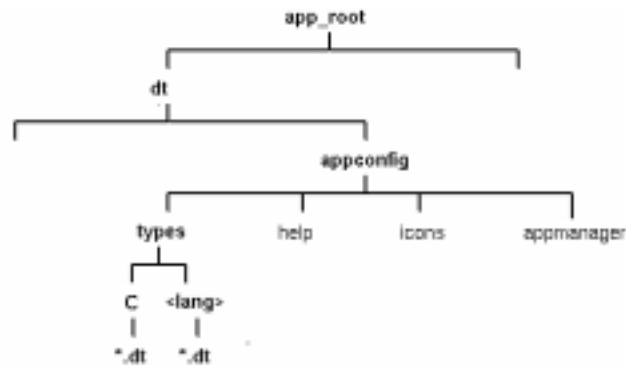 app_root
dt
appconfig
types help icons appmanager
C <lang>
*.dt *.dt